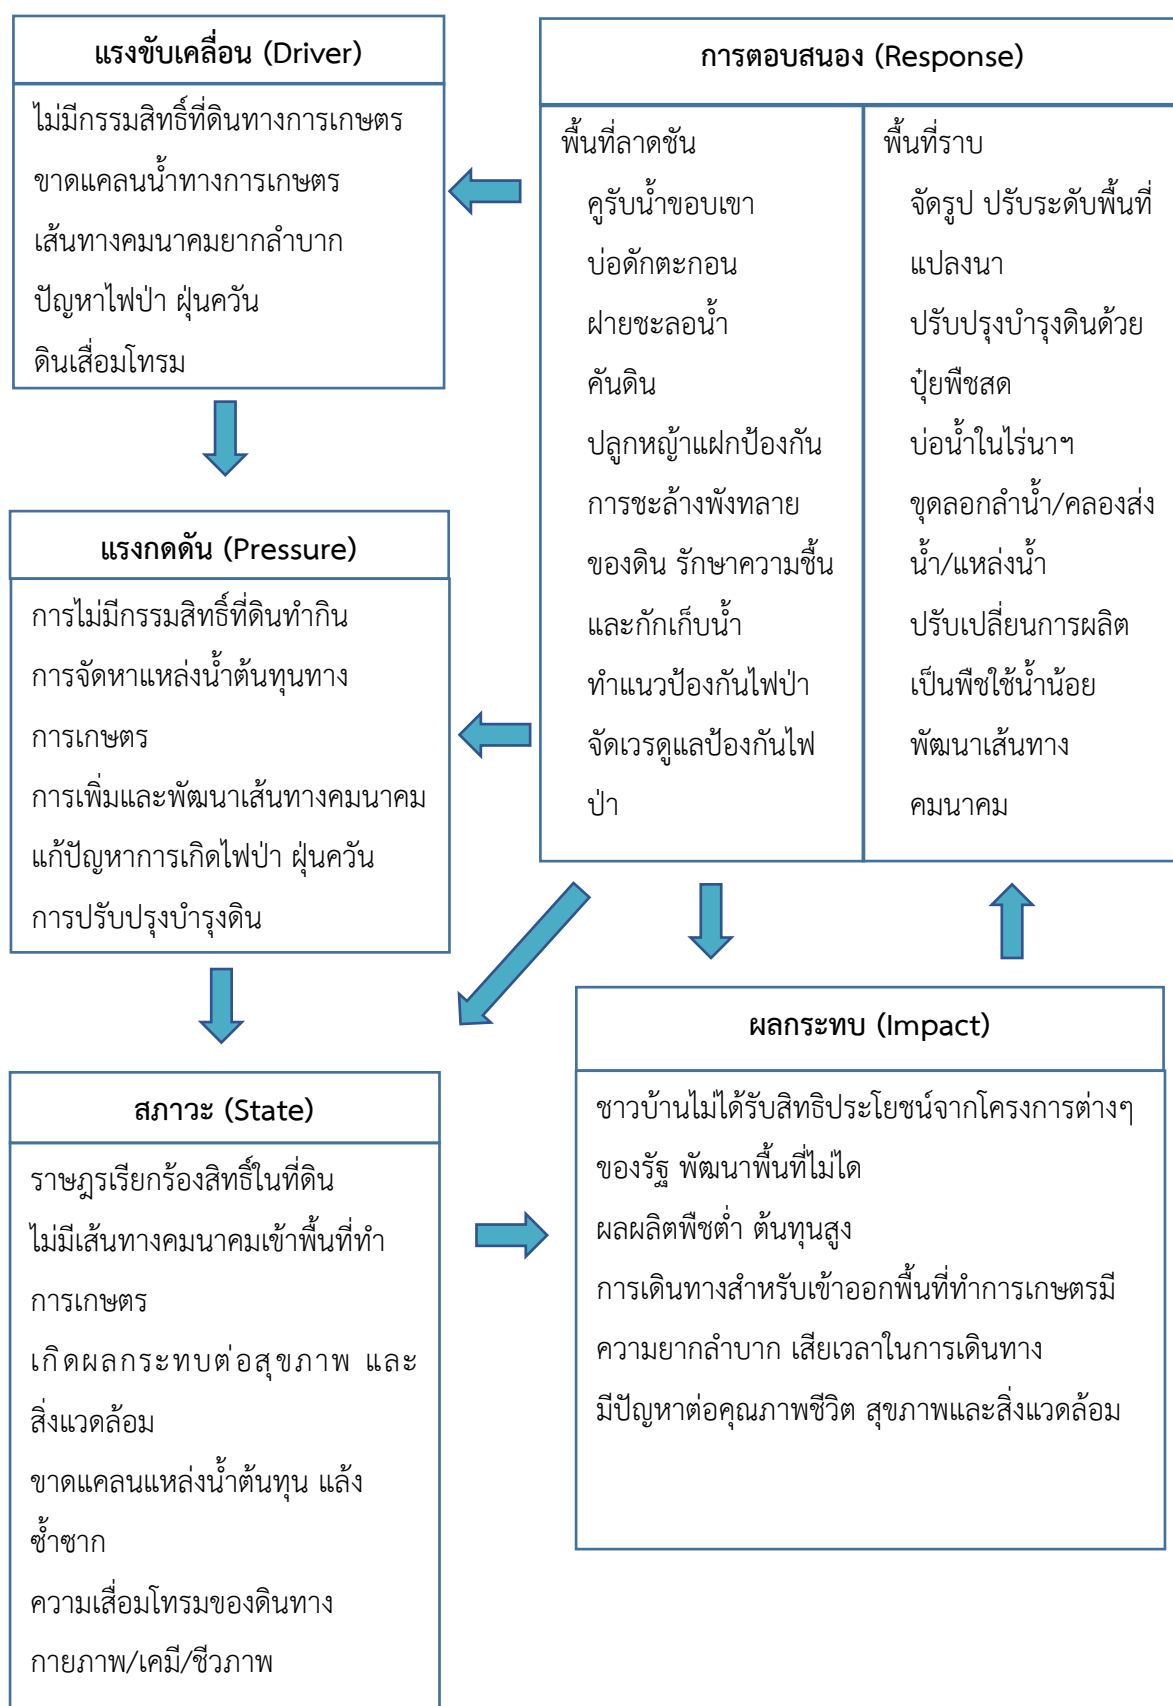 แรงขับเคลื่อน (Driver)
ไม่มีกรรมสิทธิ์ที่ดินทางการเกษตร
ขาดแคลนน้ำทางการเกษตร
เส้นทางคมนาคมยากลำบาก
ปัญหาไฟป่า ฝุ่นควัน
ดินเสื่อมโทรม
การตอบสนอง (Response)
พื้นที่ลาดชัน
คูรับน้ำขอบเขา
บ่อดักตะกอน
ฝายชะลอน้ำ
คันดิน
ปลูกหญ้าแฝกป้องกัน
การชะล้างพังทลาย
ของดิน รักษาความชื้น
และกักเก็บน้ำ
ทำแนวป้องกันไฟป่า
จัดเวรดูแลป้องกันไฟ
ป่า
พื้นที่ราบ
จัดรูป ปรับระดับพื้นที่
แปลงนา
ปรับปรุงบำรุงดินด้วย
ปุ๋ยพืชสด
บ่อน้ำในไร่นาฯ
ขุดลอกลำน้ำ/คลองส่ง
น้ำ/แหล่งน้ำ
ปรับเปลี่ยนการผลิต
เป็นพืชใช้น้ำน้อย
พัฒนาเส้นทาง
คมนาคม
แรงกดดัน (Pressure)
การไม่มีกรรมสิทธิ์ที่ดินทำกิน
การจัดหาแหล่งน้ำต้นทุนทาง
การเกษตร
การเพิ่มและพัฒนาเส้นทางคมนาคม
แก้ปัญหาการเกิดไฟป่า ฝุ่นควัน
การปรับปรุงบำรุงดิน
สภาวะ (State)
ราษฎรเรียกร้องสิทธิ์ในที่ดิน
ไม่มีเส้นทางคมนาคมเข้าพื้นที่ทำ
การเกษตร
เกิดผลกระทบต่อสุขภาพ และ
สิ่งแวดล้อม
ขาดแคลนแหล่งน้ำต้นทุน แล้ง
ซ้ำซาก
ความเสื่อมโทรมของดินทาง
กายภาพ/เคมี/ชีวภาพ
ผลกระทบ (Impact)
ชาวบ้านไม่ได้รับสิทธิประโยชน์จากโครงการต่างๆ
ของรัฐ พัฒนาพื้นที่ไม่ได
ผลผลิตพืชต่ำ ต้นทุนสูง
การเดินทางสำหรับเข้าออกพื้นที่ทำการเกษตรมี
ความยากลำบาก เสียเวลาในการเดินทาง
มีปัญหาต่อคุณภาพชีวิต สุขภาพและสิ่งแวดล้อม